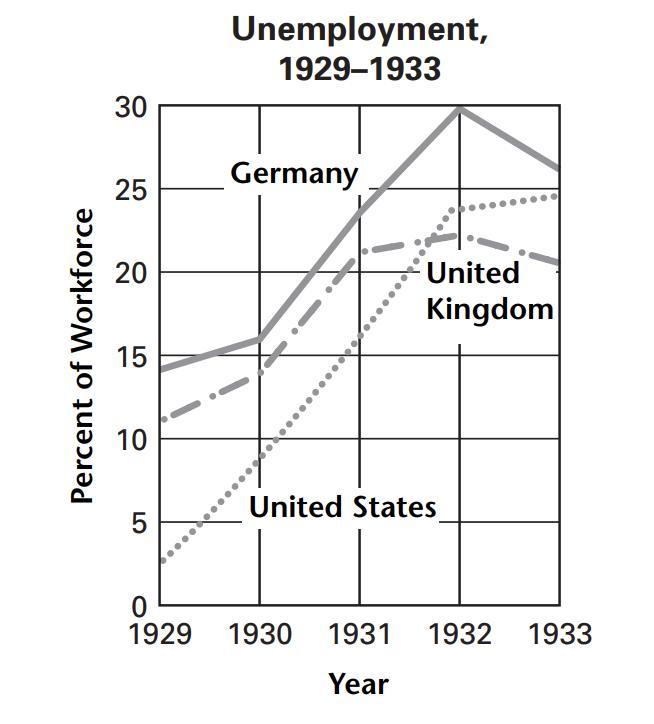 Unemployment,
1929–1933
Percent of Workforce
30
25
20
15
10
5
0
Germany
United
Kingdom
United States
1929 1930 1931 1932 1933
Year